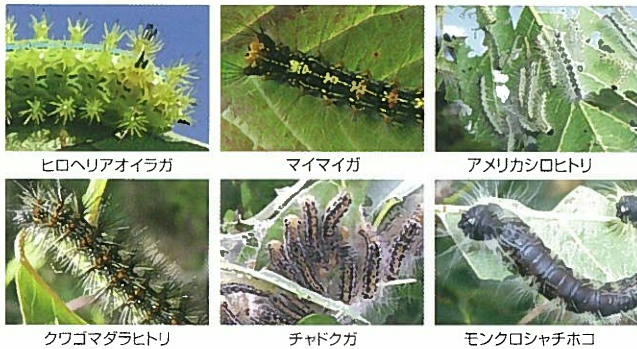 ヒロヘリアオイラガ
マイマイガ
アメリカシロヒトリ
クワゴマダラヒトリ
チャドクガ
モンクロシャチホコ